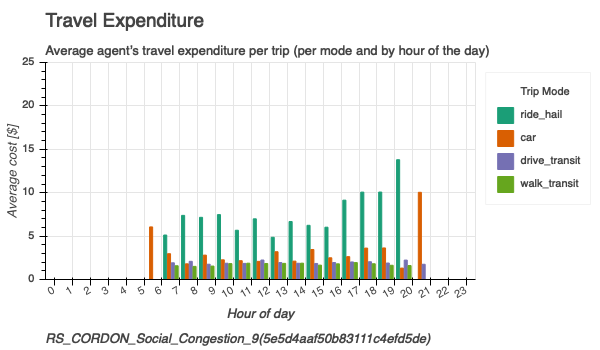 Travel Expenditure
Average agent's travel expenditure per trip (per mode and by hour of the day)
25
20
15
10
5
0
Average cost [$]
0 1 2 3 4 5 6 7 8 9 10 11 12 13 14 15 16 17 18 19 20 21 22 23
Hour of day
Trip Mode
ride_hail
car
drive_transit
walk_transit
RS_CORDON_Social_Congestion_9(5e5d4aaf50b83111c4efd5de)